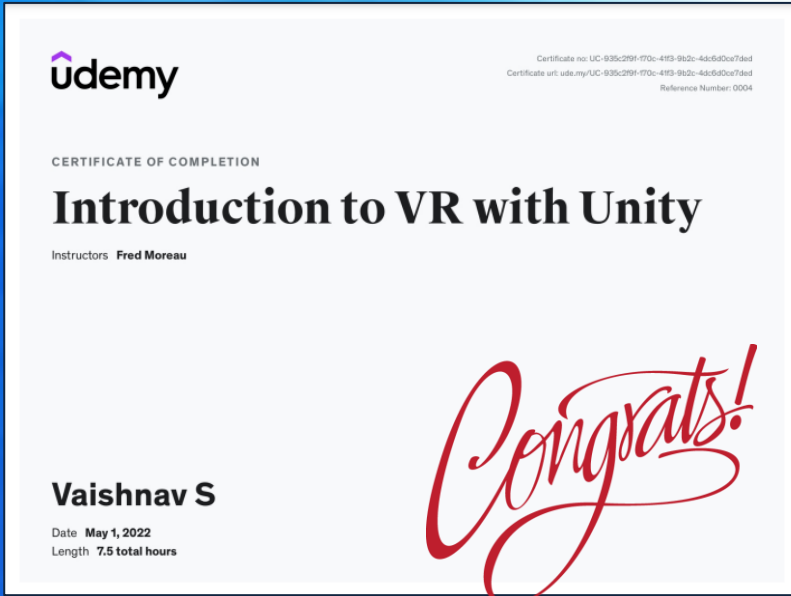 ûdemy
Certificate no: UC-935c2f9f-f70c-41f3-9b2c-4dc6d0ce7ded
Certificate url: ude.my/UC-935c2f9f-f70c-41f3-9b2c-4dc6d0ce7ded
Reference Number: 0004
CERTIFICATE OF COMPLETION
Introduction to VR with Unity
Instructors Fred Moreau
Congrats!
Vaishnav S
Date May 1, 2022
Length 7.5 total hours